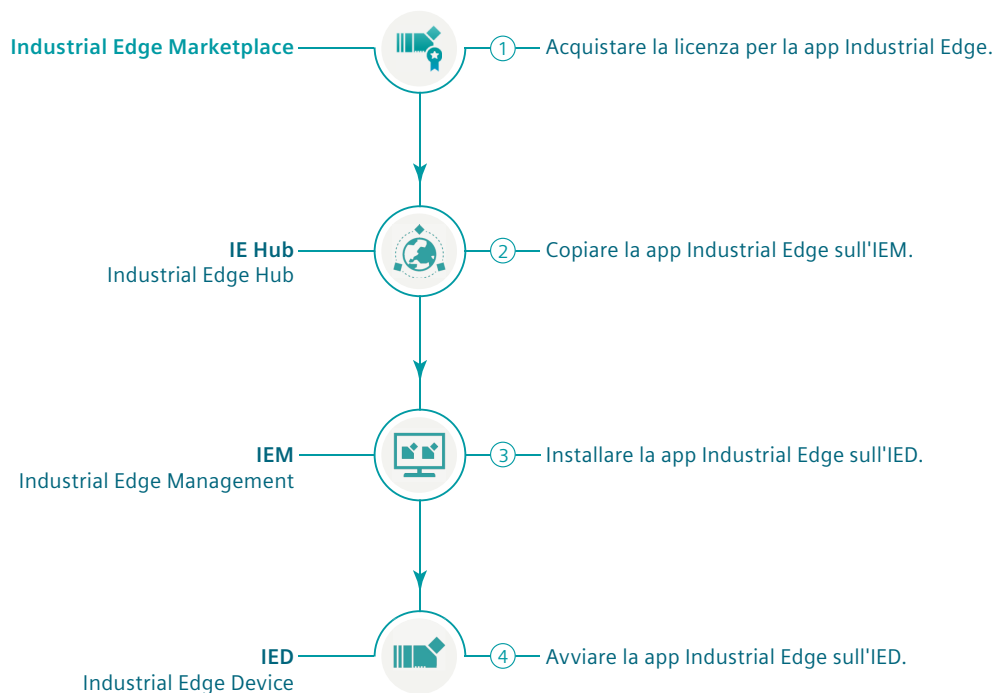 Industrial Edge Marketplace
1
Acquistare la licenza per la app Industrial Edge.
IE Hub
Industrial Edge Hub
2
Copiare la app Industrial Edge sull'IEM.
IEM
Industrial Edge Management
3
Installare la app Industrial Edge sull'IED.
IED
Industrial Edge Device
4
Avviare la app Industrial Edge sull'IED.